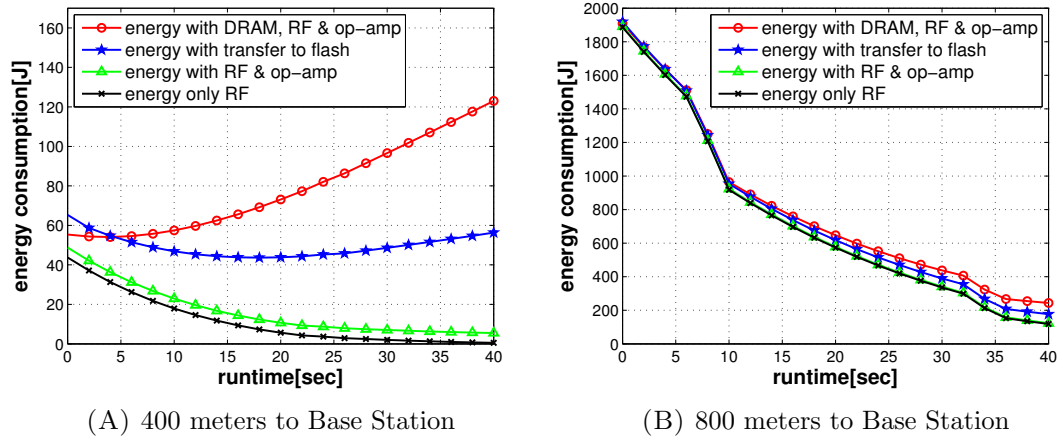 energy with DRAM, RF & op−amp
energy with transfer to flash
energy with RF & op−amp
energy only RF
energy consumption[J]
160
140
120
100
80
60
40
20
0
0 5 10 15 20 25 30 35 40
runtime[sec]
(A) 400 meters to Base Station
energy with DRAM, RF & op−amp
energy with transfer to flash
energy with RF & op−amp
energy only RF
energy consumption[J]
2000
1800
1600
1400
1200
1000
800
600
400
200
0
0 5 10 15 20 25 30 35 40
runtime[sec]
(B) 800 meters to Base Station